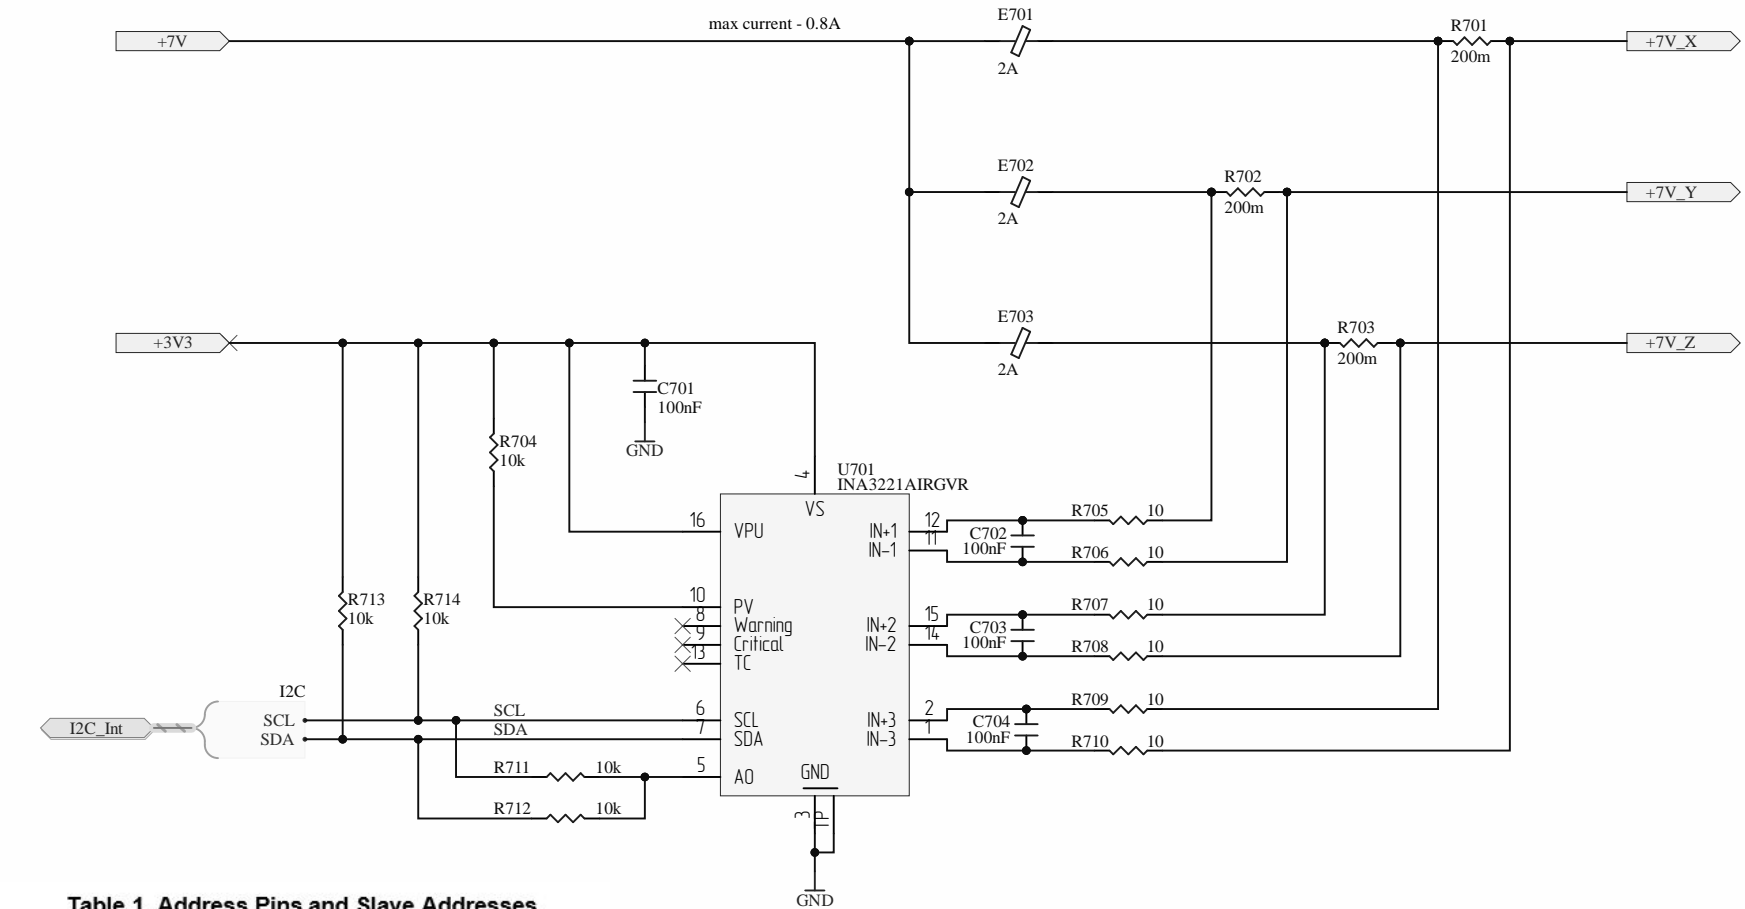 max current - 0.8A
+7V
E701
2A
R701
200m
+7V_X
E702
2A
R702
200m
+7V_Y
E703
2A
R703
200m
+7V_Z
+3V3
C701
100nF
GND
R704
10k
U701
INA3221AIRGVR
4
VS
16
VPU
10
PV
8
Warning
9
Critical
13
TC
6
SCL
7
SDA
5
A0
GND
3
TP
GND
12
IN+1
11
IN-1
15
IN+2
14
IN-2
2
IN+3
1
IN-3
C702
100nF
R705 10
R706 10
C703
100nF
R707 10
R708 10
C704
100nF
R709 10
R710 10
R713
10k
R714
10k
I2C
I2C_Int
SCL
SDA
SCL
SDA
R711 10k
R712 10k
Table 1. Address Pins and Slave Addresses